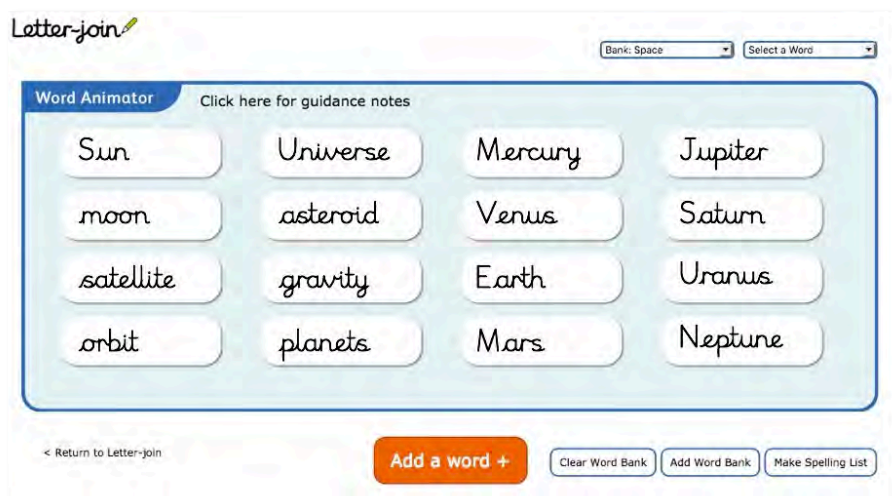 Letter-join
Bank: Space Select a Word
Word Animator Click here for guidance notes
Sun Universe Mercury Jupiter
moon asteroid Venus Saturn
satellite gravity Earth Uranus
orbit planets Mars Neptune
< Return to Letter-join Add a word + Clear Word Bank Add Word Bank Make Spelling List